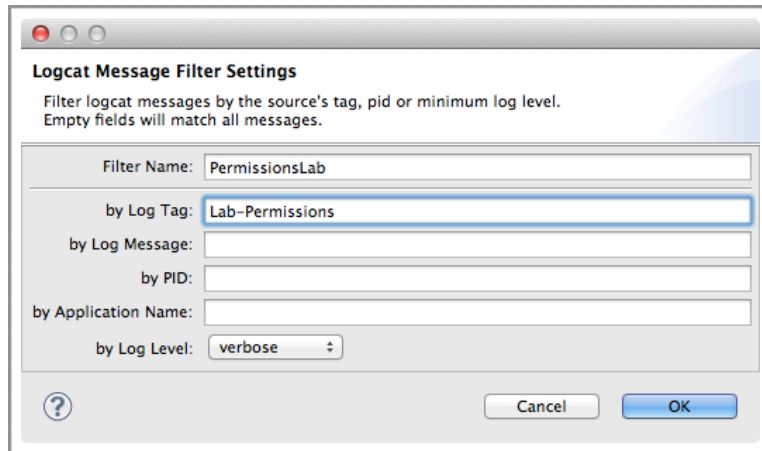 Logcat Message Filter Settings
Filter logcat messages by the source's tag, pid or minimum log level.
Empty fields will match all messages.
Filter Name: PermissionsLab
by Log Tag: Lab-Permissions
by Log Message:
by PID:
by Application Name:
by Log Level: verbose
? Cancel OK